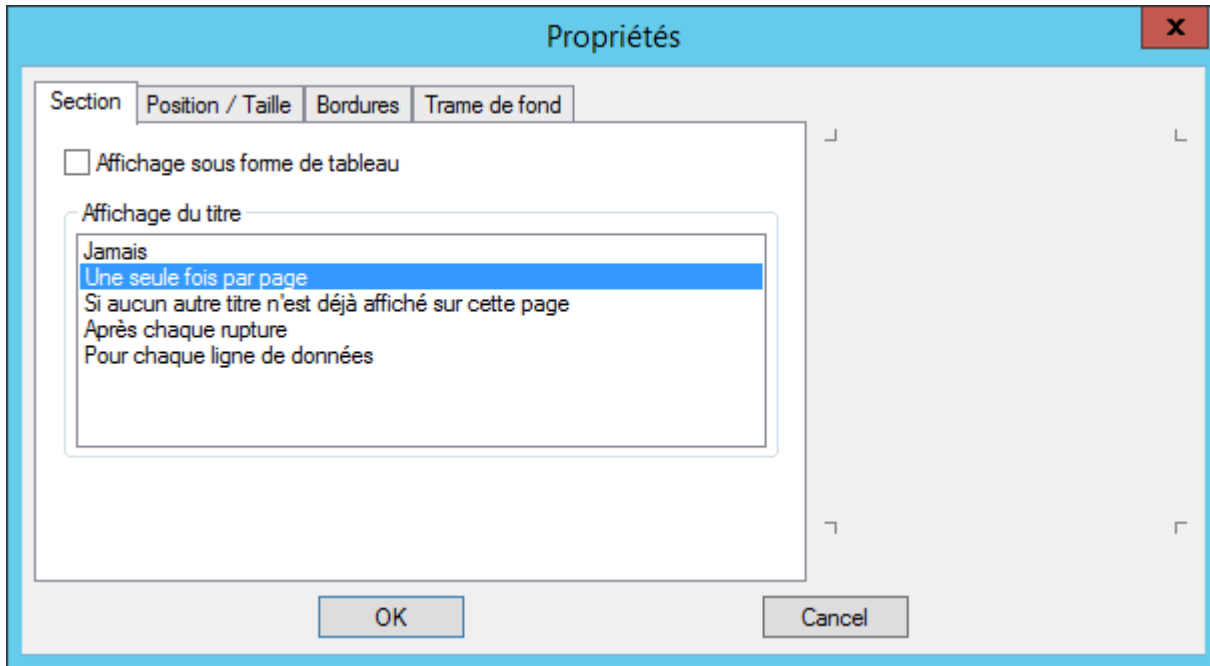 Propriétés
x
Section Position / Taille Bordures Trame de fond
Affichage sous forme de tableau
Affichage du titre
Jamais
Une seule fois par page
Si aucun autre titre n'est déjà affiché sur cette page
Après chaque rupture
Pour chaque ligne de données
OK Cancel